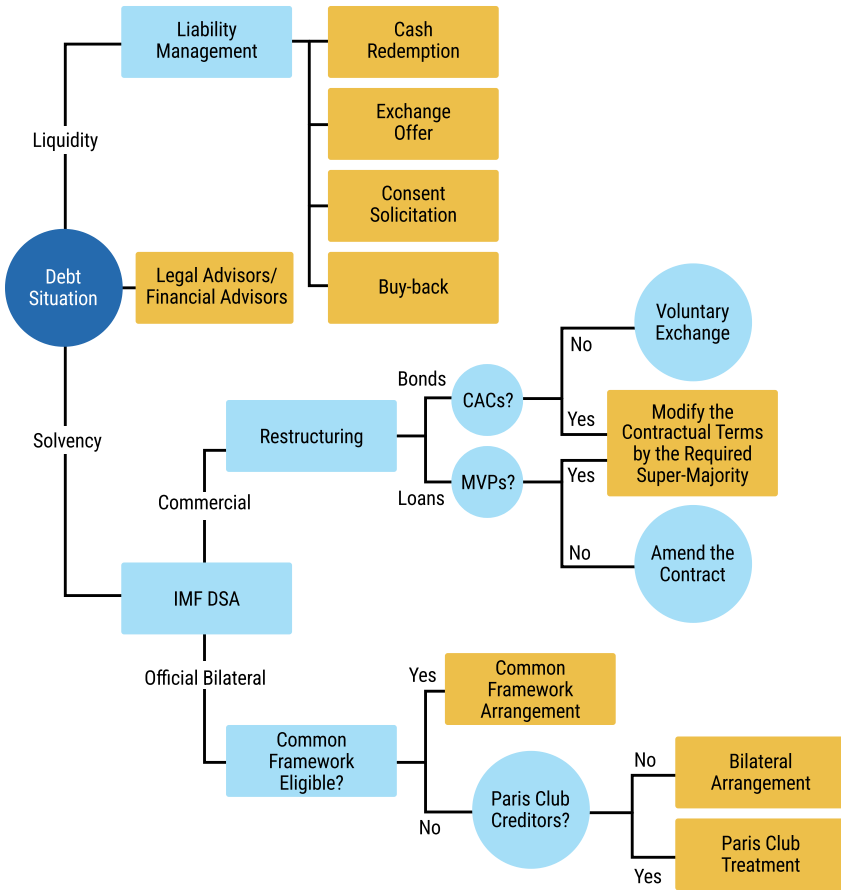 Liability
Management
Cash
Redemption
Exchange
Offer
Consent
Solicitation
Buy-back
Liquidity
Debt
Situation
Legal Advisors/
Financial Advisors
Solvency
Commercial
Restructuring
Bonds
Loans
CACs?
MVPs?
No
Yes
Yes
No
Voluntary
Exchange
Modify the
Contractual Terms
by the Required
Super-Majority
Amend the
Contract
IMF DSA
Official Bilateral
Common
Framework
Eligible?
Yes
No
Common
Framework
Arrangement
Paris Club
Creditors?
No
Yes
Bilateral
Arrangement
Paris Club
Treatment